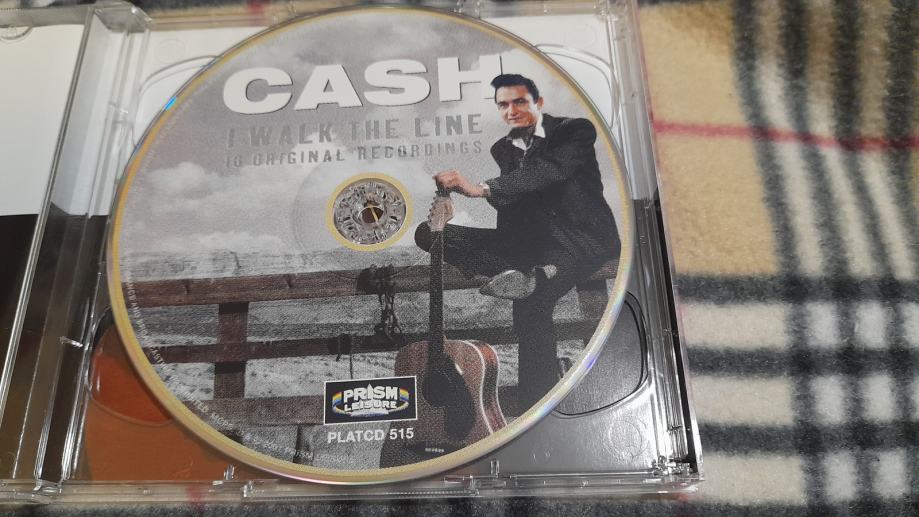 CASH
I WALK THE LINE
16 ORIGINAL RECORDINGS
PRISM
LEISURE
PLATCD 515